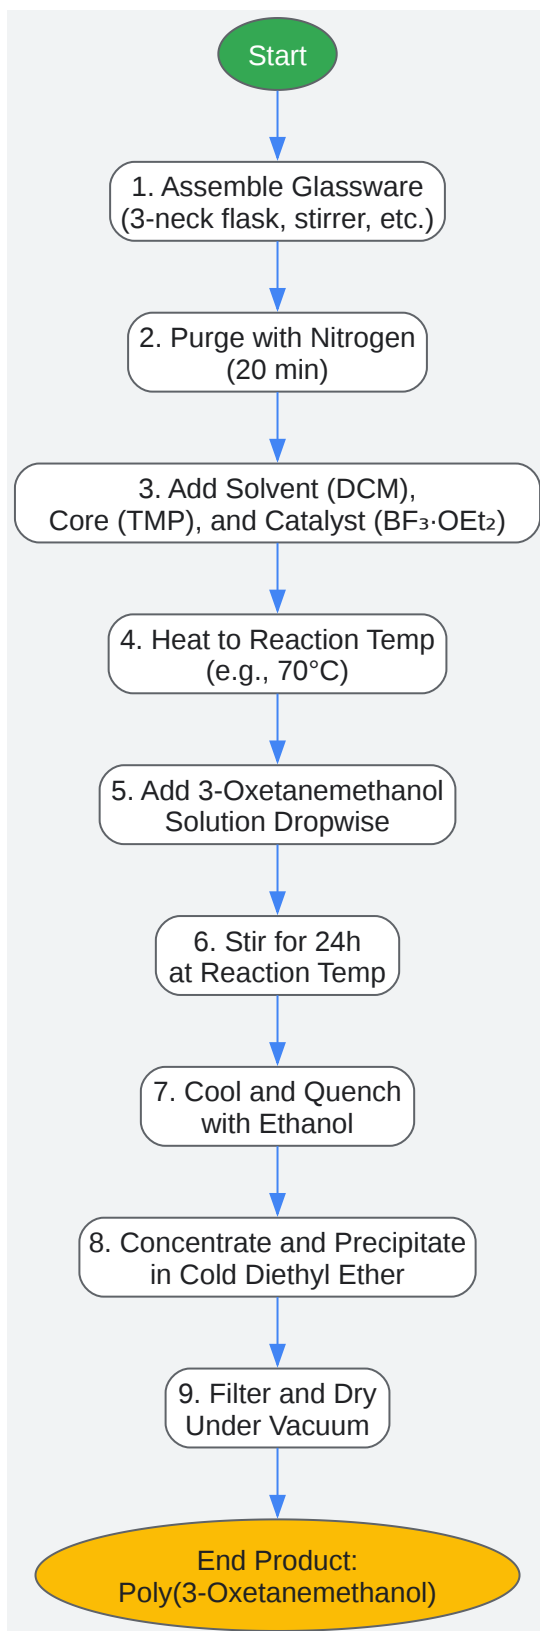 Start
1. Assemble Glassware
(3-neck flask, stirrer, etc.)
2. Purge with Nitrogen
(20 min)
3. Add Solvent (DCM),
Core (TMP), and Catalyst (BF₃·OEt₂)
4. Heat to Reaction Temp
(e.g., 70°C)
5. Add 3-Oxetanemethanol
Solution Dropwise
6. Stir for 24h
at Reaction Temp
7. Cool and Quench
with Ethanol
8. Concentrate and Precipitate
in Cold Diethyl Ether
9. Filter and Dry
Under Vacuum
End Product:
Poly(3-Oxetanemethanol)